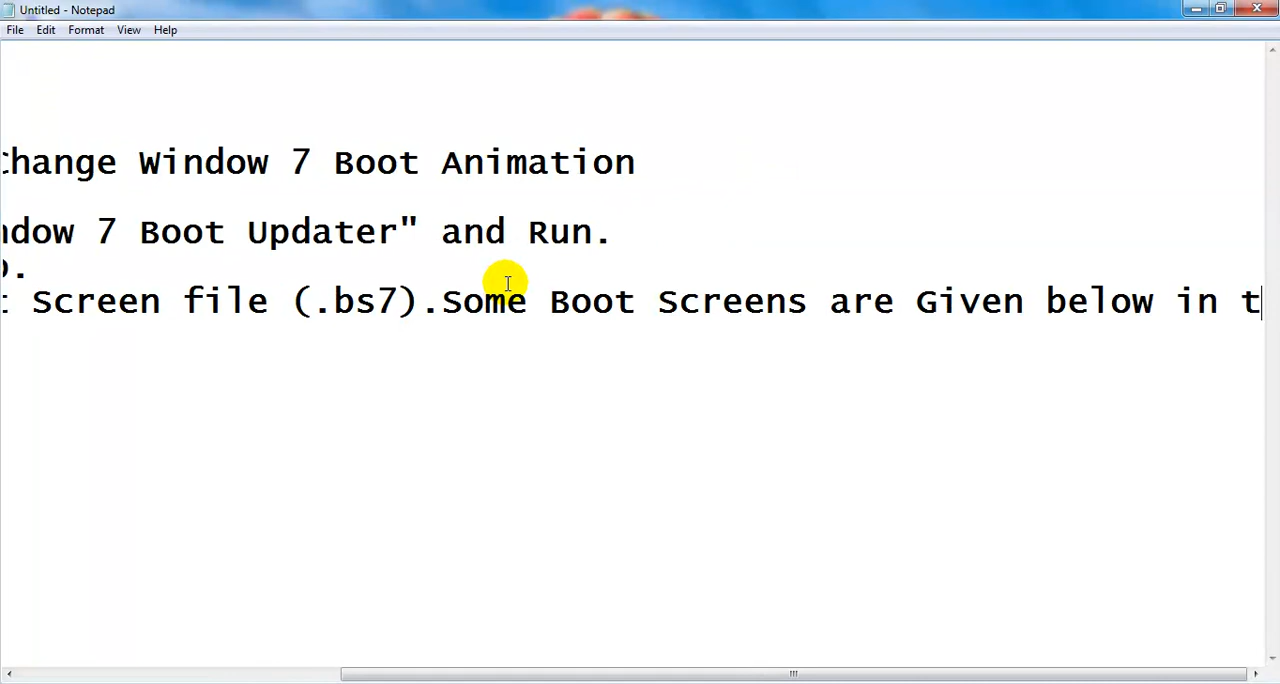 Untitled - Notepad
File Edit Format View Help
Change Window 7 Boot Animation
ndow 7 Boot Updater" and Run.
.
t Screen file (.bs7).Some Boot Screens are Given below in t